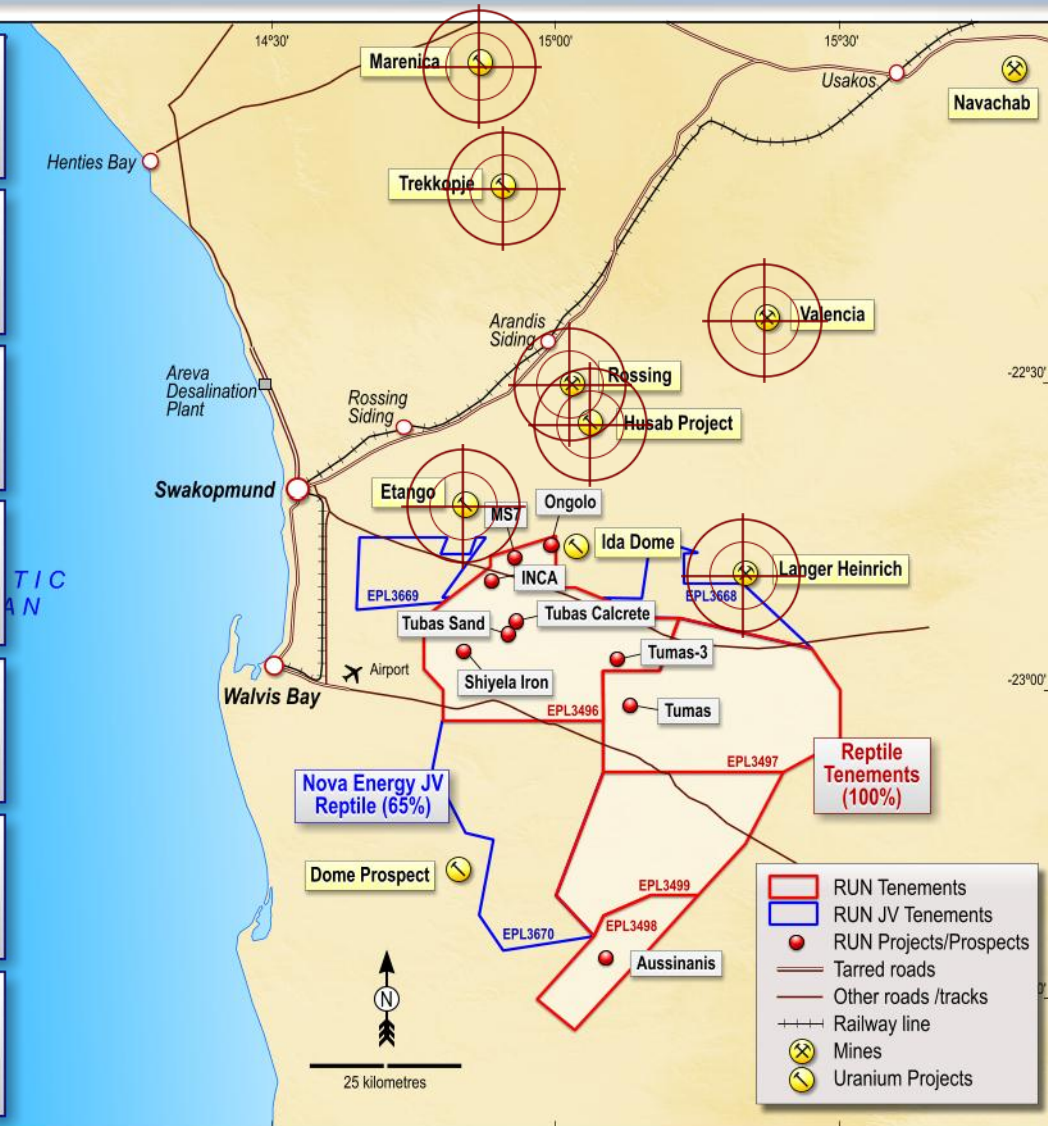 14°30'
15°00'
15°30'
Marenica
Usakos
Navachab
Henties Bay
Trekkopje
Valencia
Arandis
Siding
Areva
Desalination
Plant
Rossing
-22°30'
Rossing
Siding
Husab Project
Swakopmund
Etango
MS7
Ongolo
Ida Dome
Langer Heinrich
TIC
AN
EPL3669
INCA
EPL3668
Tubas Sand
Tubas Calcrete
Tumas-3
Airport
Shiyela Iron
Walvis Bay
-23°00'
EPL3496
Tumas
EPL3497
Reptile
Tenements
(100%)
Nova Energy JV
Reptile (65%)
Dome Prospect
EPL3499
EPL3498
EPL3670
Aussinanis
N
25 kilometres
RUN Tenements
RUN JV Tenements
RUN Projects/Prospects
Tarred roads
Other roads /tracks
Railway line
Mines
Uranium Projects
0'